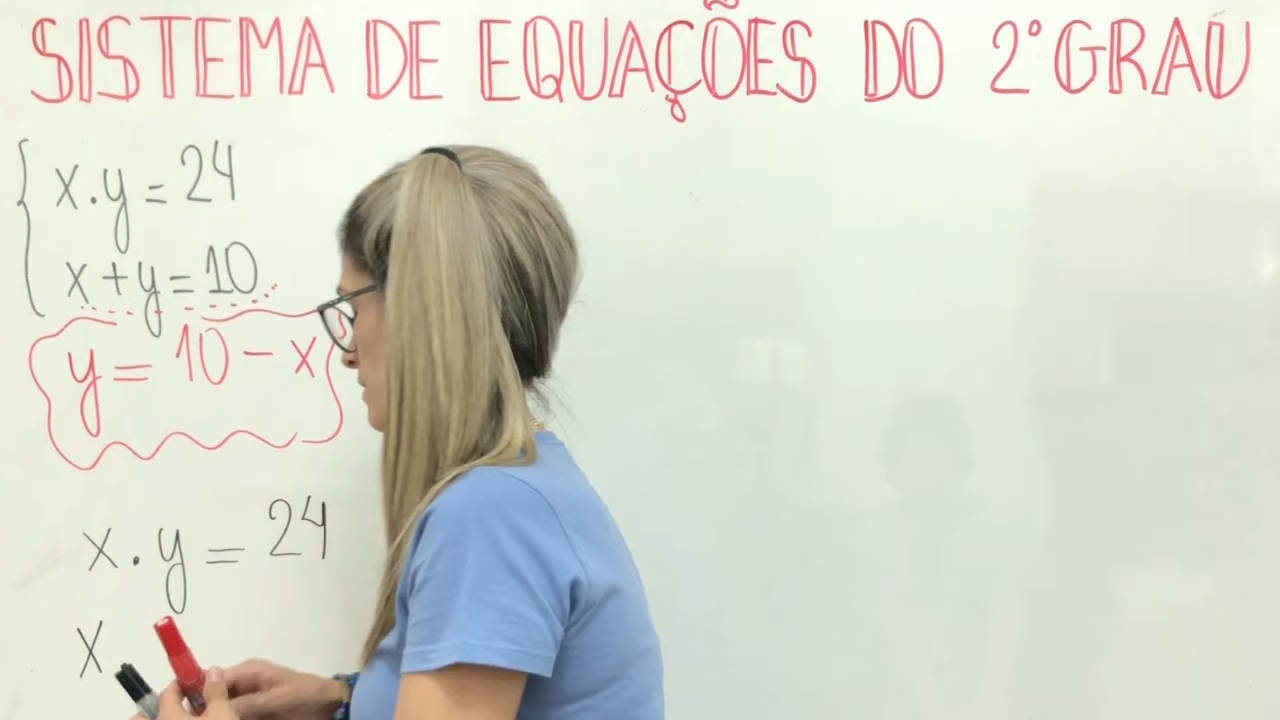 SISTEMA DE EQUAÇÕES DO 2° GRAU
x.y = 24
x + y = 10
y = 10 - x
x . y = 24
x